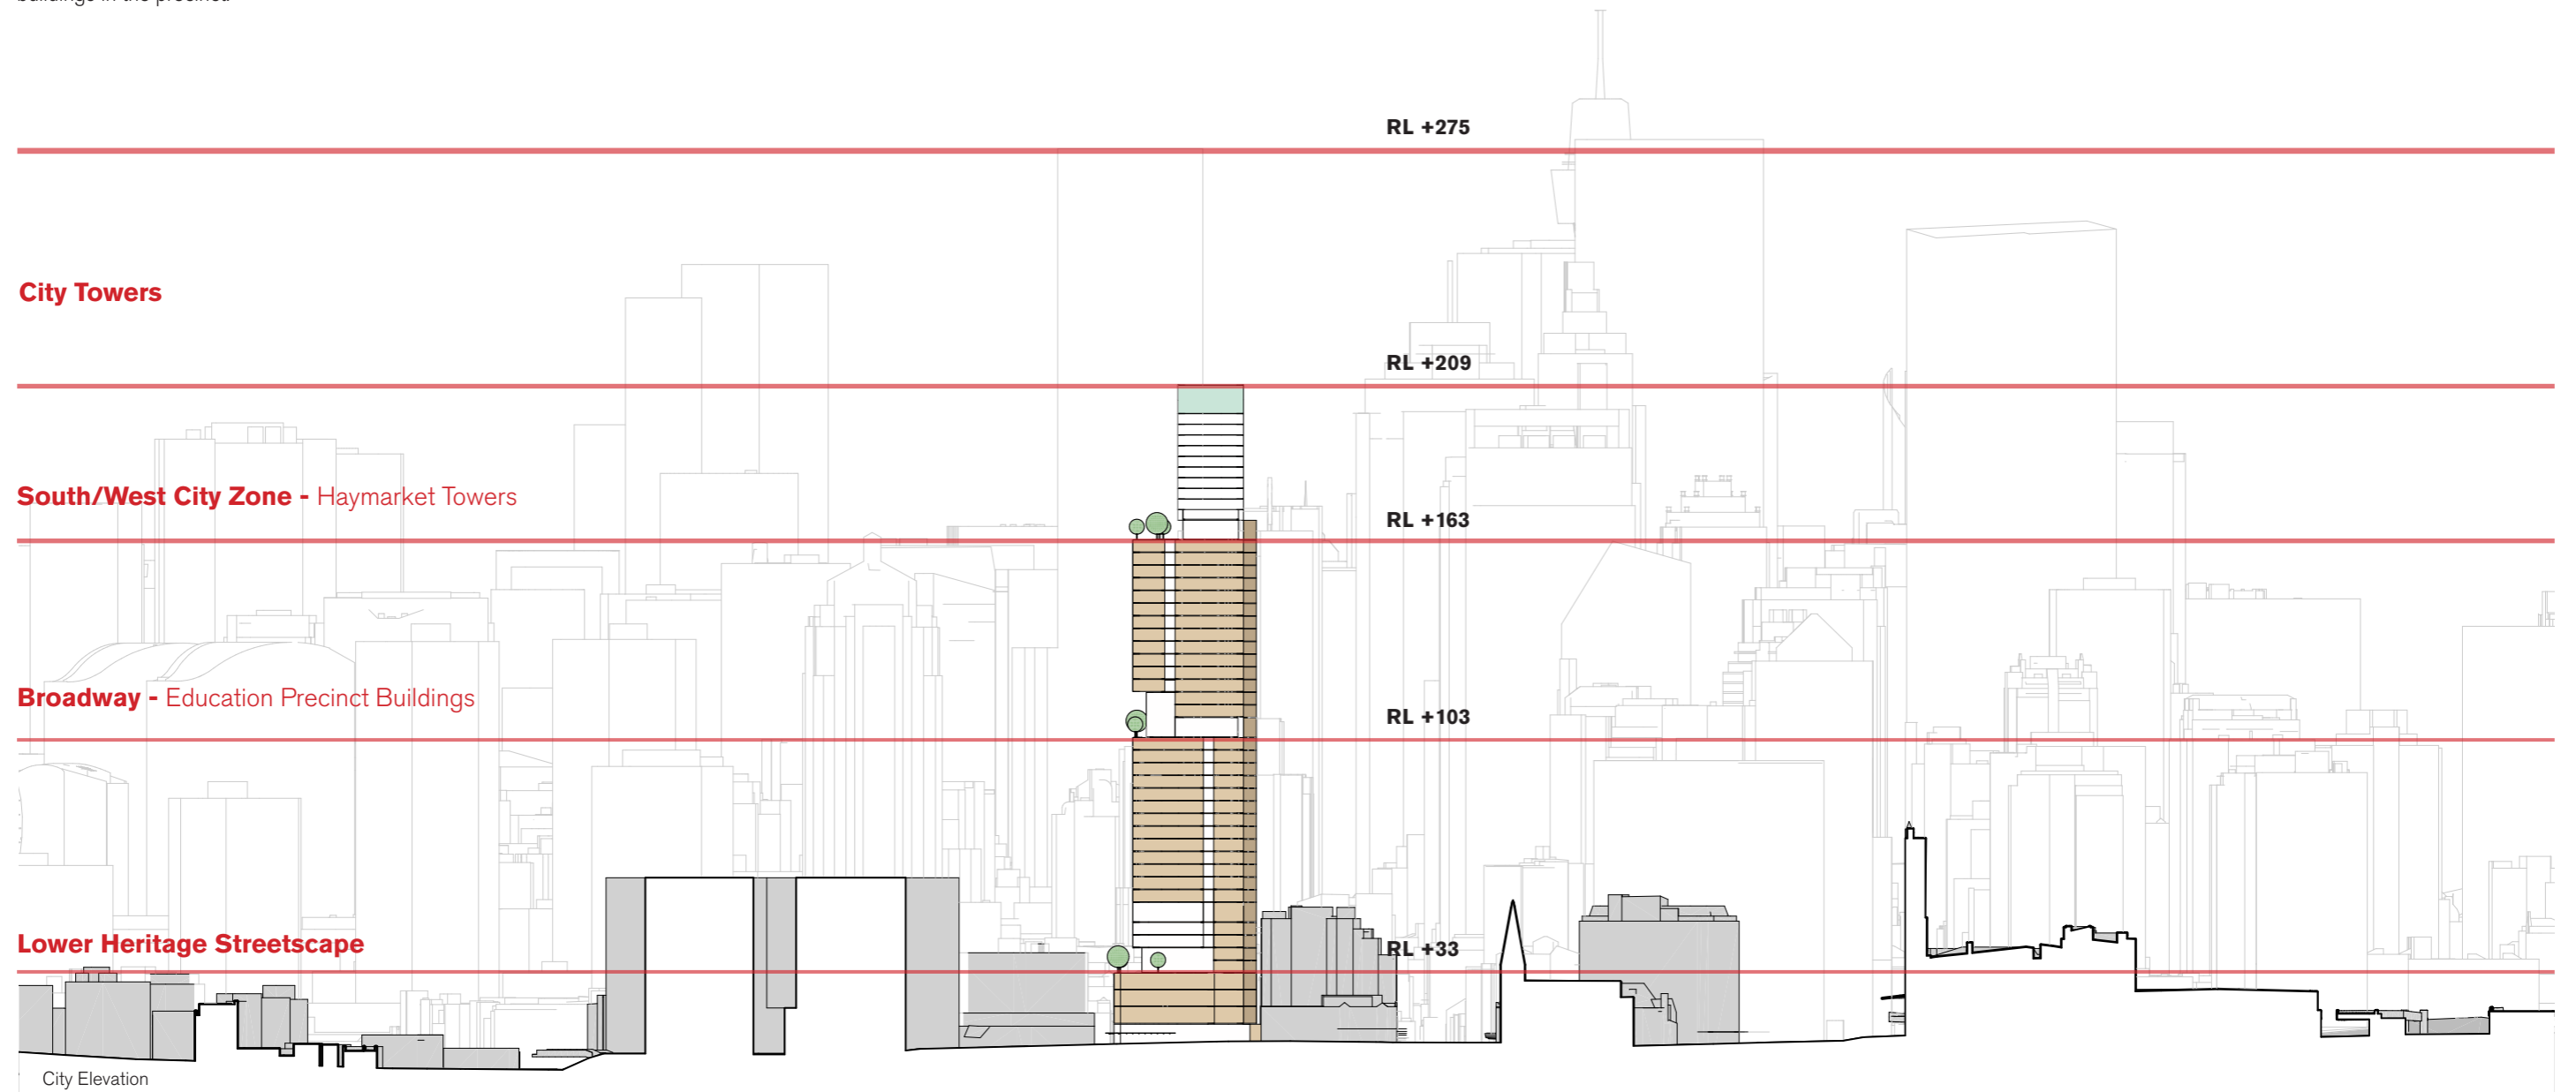 RL +275
City Towers
RL +209
South/West City Zone - Haymarket Towers
RL +163
Broadway - Education Precinct Buildings
RL +103
Lower Heritage Streetscape
RL +33
City Elevation